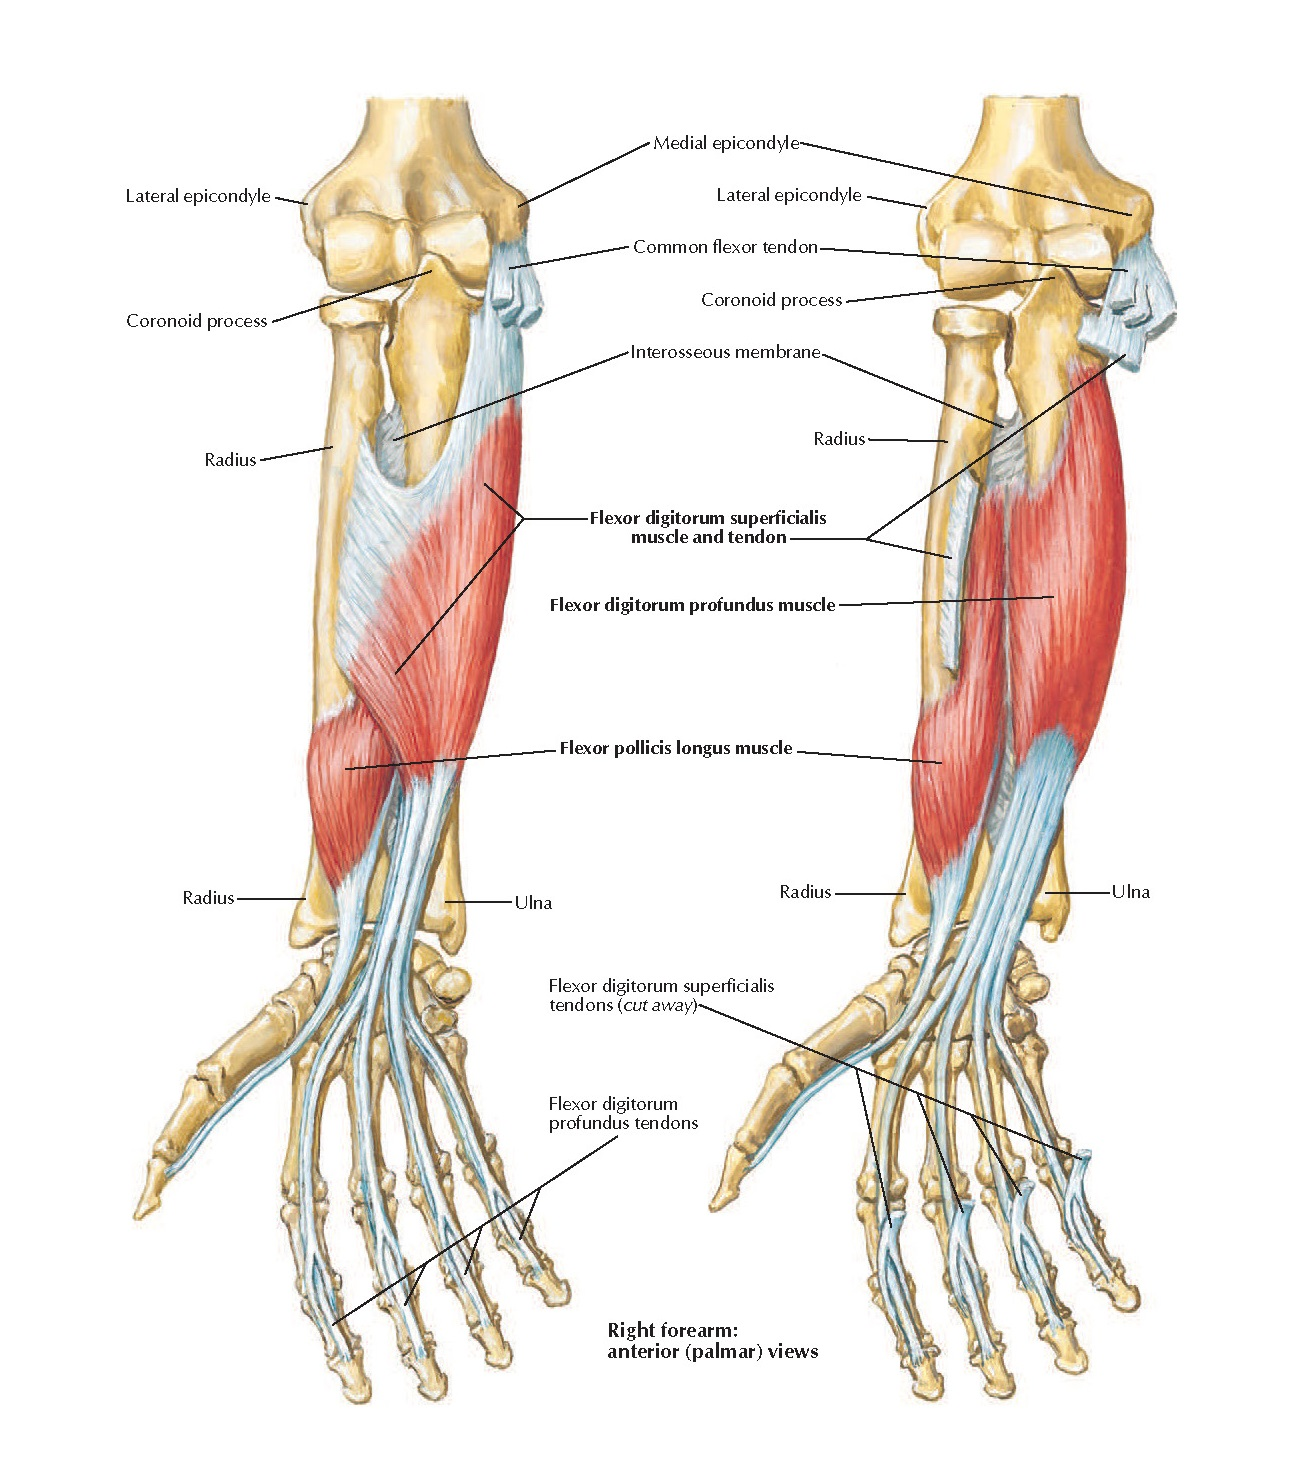 Medial epicondyle
Lateral epicondyle
Lateral epicondyle
Common flexor tendon
Coronoid process
Coronoid process
Interosseous membrane
Radius
Radius
Flexor digitorum superficialis
muscle and tendon
Flexor digitorum profundus muscle
Flexor pollicis longus muscle
Radius
Ulna
Radius
Ulna
Flexor digitorum superficialis
tendons (cut away)
Flexor digitorum
profundus tendons
Right forearm:
anterior (palmar) views